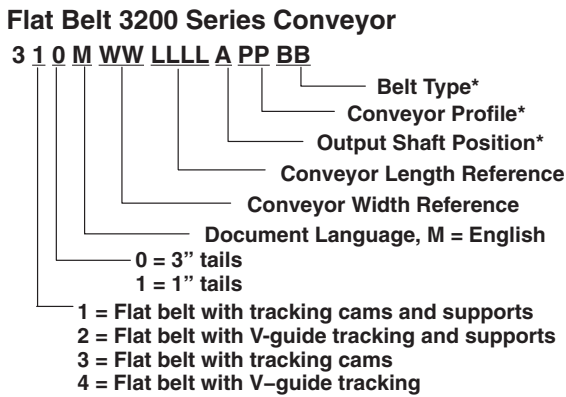 Flat Belt 3200 Series Conveyor
3 1 0 M WW LLLL A PP BB
Belt Type*
Conveyor Profile*
Output Shaft Position*
Conveyor Length Reference
Conveyor Width Reference
Document Language, M = English
0 = 3” tails
1 = 1” tails
1 = Flat belt with tracking cams and supports
2 = Flat belt with V-guide tracking and supports
3 = Flat belt with tracking cams
4 = Flat belt with V–guide tracking